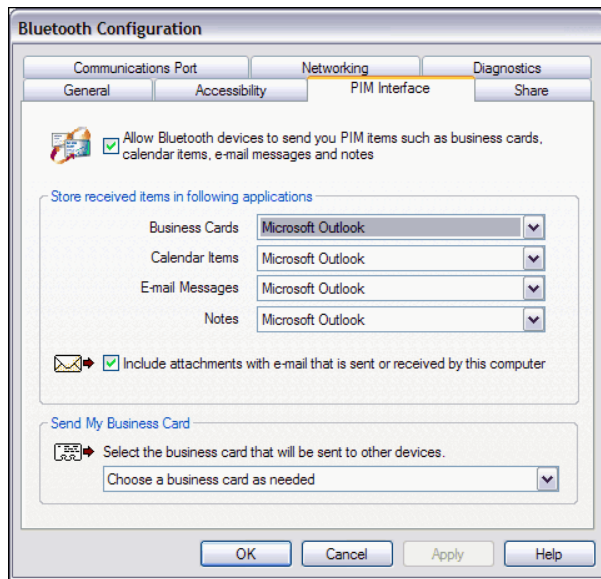 Bluetooth Configuration
Communications Port Networking Diagnostics
General Accessibility PIM Interface Share
Allow Bluetooth devices to send you PIM items such as business cards,
calendar items, e-mail messages and notes
Store received items in following applications
Business Cards Microsoft Outlook
Calendar Items Microsoft Outlook
E-mail Messages Microsoft Outlook
Notes Microsoft Outlook
Include attachments with e-mail that is sent or received by this computer
Send My Business Card
Select the business card that will be sent to other devices.
Choose a business card as needed
OK Cancel Apply Help